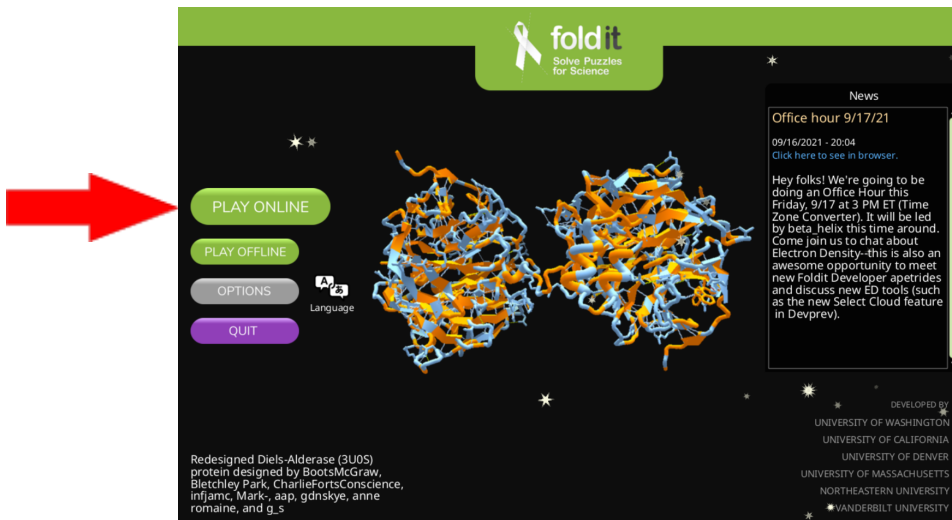 foldit
Solve Puzzles
for Science
News
Office hour 9/17/21
09/16/2021 - 20:04
Click here to see in browser.
Hey folks! We're going to be
doing an Office Hour this
Friday, 9/17 at 3 PM ET (Time
Zone Converter). It will be led
by beta_helix this time around.
Come join us to chat about
Electron Density--this is also an
awesome opportunity to meet
new Foldit Developer apetrides
and discuss new ED tools (such
as the new Select Cloud feature
in Devprev).
PLAY ONLINE
PLAY OFFLINE
OPTIONS
Language
QUIT
DEVELOPED BY
UNIVERSITY OF WASHINGTON
UNIVERSITY OF CALIFORNIA
UNIVERSITY OF DENVER
UNIVERSITY OF MASSACHUSETTS
NORTHEASTERN UNIVERSITY
VANDERBILT UNIVERSITY
Redesigned Diels-Alderase (3U0S)
protein designed by BootsMcGraw,
Bletchley Park, CharlieFortsConscience,
infjamc, Mark-, aap, gdnskye, anne
romaine, and g_s